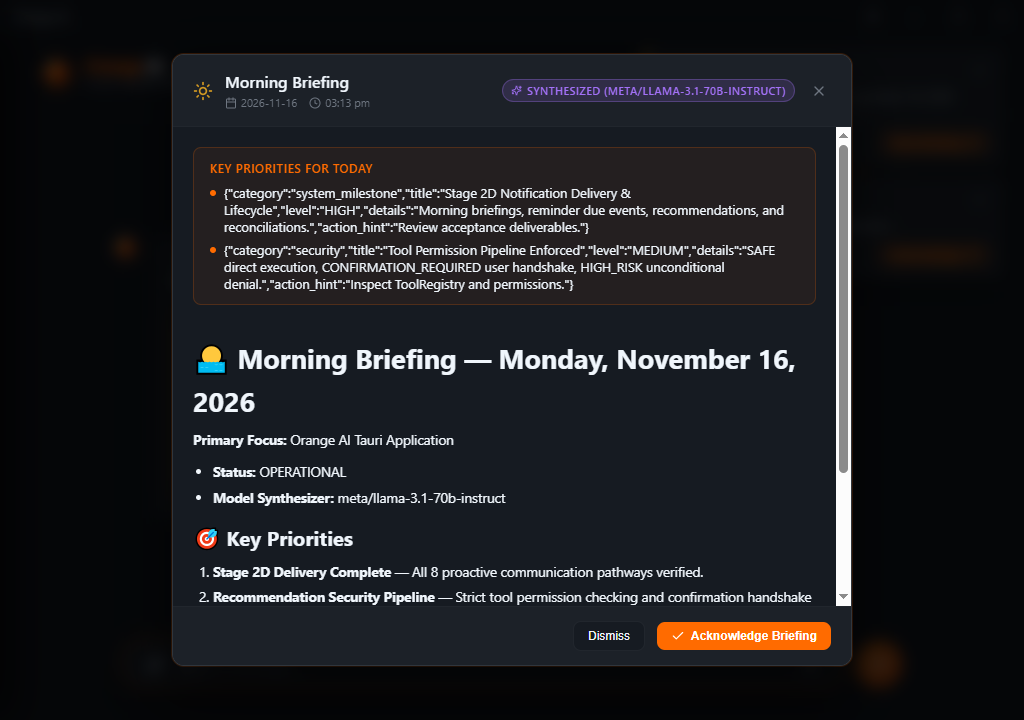 Morning Briefing
2026-11-16 03:13 pm
SYNTHESIZED (META/LLAMA-3.1-70B-INSTRUCT)
KEY PRIORITIES FOR TODAY
{"category":"system_milestone","title":"Stage 2D Notification Delivery &
Lifecycle","level":"HIGH","details":"Morning briefings, reminder due events, recommendations, and
reconciliations.","action_hint":"Review acceptance deliverables."}
{"category":"security","title":"Tool Permission Pipeline Enforced","level":"MEDIUM","details":"SAFE
direct execution, CONFIRMATION_REQUIRED user handshake, HIGH_RISK unconditional
denial.","action_hint":"Inspect ToolRegistry and permissions."}
🌅 Morning Briefing — Monday, November 16,
2026
Primary Focus: Orange AI Tauri Application
• Status: OPERATIONAL
• Model Synthesizer: meta/llama-3.1-70b-instruct
🎯 Key Priorities
1. Stage 2D Delivery Complete — All 8 proactive communication pathways verified.
2. Recommendation Security Pipeline — Strict tool permission checking and confirmation handshake
Dismiss
Acknowledge Briefing